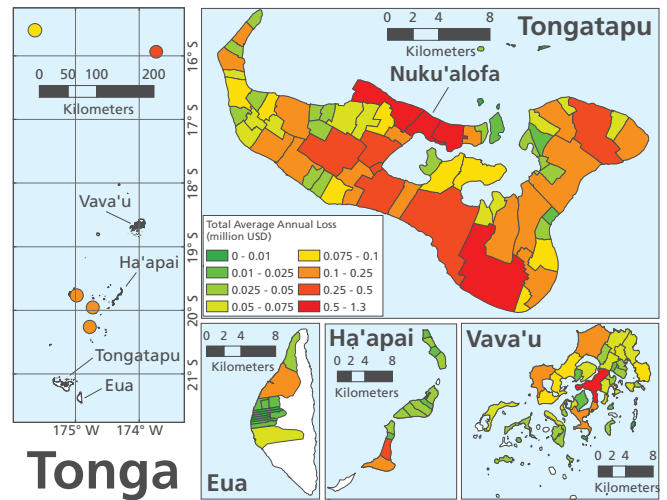 16° S
17° S
18° S
19° S
20° S
21° S
175° W
174° W
0 50 100 200
Kilometers
Vava'u
Ha'apai
Tongatapu
Eua
Tonga
0 2 4 8
Kilometers
Tongatapu
Nuku'alofa
Total Average Annual Loss
(million USD)
0 - 0.01
0.01 - 0.025
0.025 - 0.05
0.05 - 0.075
0.075 - 0.1
0.1 - 0.25
0.25 - 0.5
0.5 - 1.3
0 2 4 8
Kilometers
Eua
Ha'apai
0 2 4 8
Kilometers
Vava'u
0 2 4 8
Kilometers